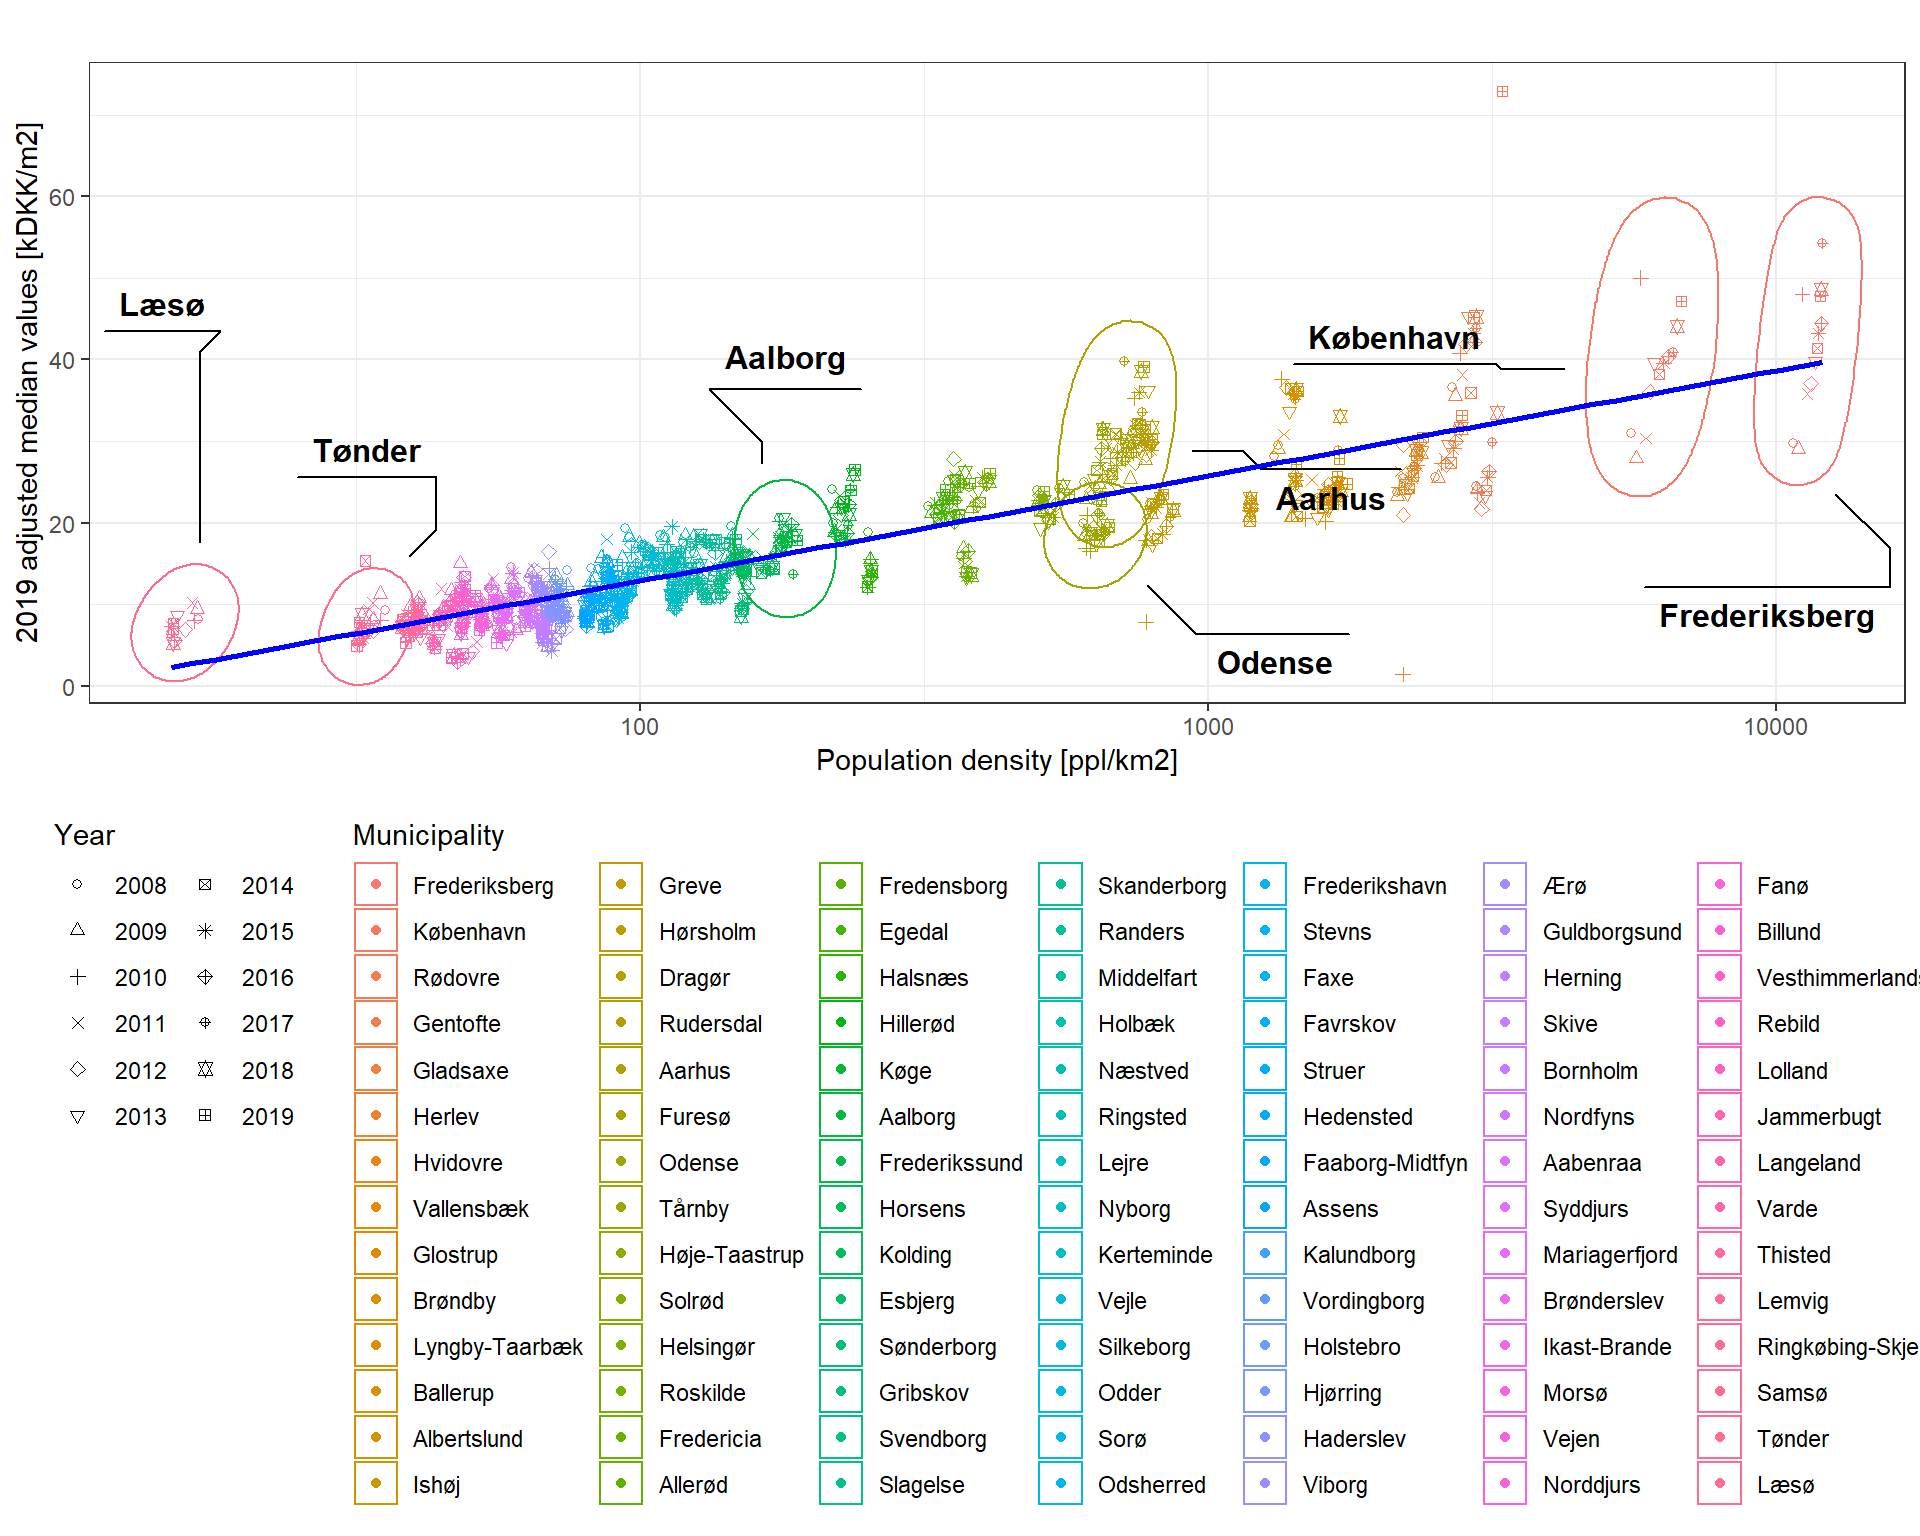 2019 adjusted median values [kDKK/m2]
60
40
20
0
Læsø
Tønder
Aalborg
København
Aarhus
Frederiksberg
Odense
100
1000
10000
Population density [ppl/km2]
Year
2008
2009
2010
2011
2012
2013
2014
2015
2016
2017
2018
2019
Municipality
Frederiksberg
København
Rødovre
Gentofte
Gladsaxe
Herlev
Hvidovre
Vallensbæk
Glostrup
Brøndby
Lyngby-Taarbæk
Ballerup
Albertslund
Ishøj
Greve
Hørsholm
Dragør
Rudersdal
Aarhus
Furesø
Odense
Tårnby
Høje-Taastrup
Solrød
Helsingør
Roskilde
Fredericia
Allerød
Fredensborg
Egedal
Halsnæs
Hillerød
Køge
Aalborg
Frederikssund
Horsens
Kolding
Esbjerg
Sønderborg
Gribskov
Svendborg
Slagelse
Skanderborg
Randers
Middelfart
Holbæk
Næstved
Ringsted
Lejre
Nyborg
Kerteminde
Vejle
Silkeborg
Odder
Sorø
Odsherred
Frederikshavn
Stevns
Faxe
Favrskov
Struer
Hedensted
Faaborg-Midtfyn
Assens
Kalundborg
Vordingborg
Holstebro
Hjørring
Haderslev
Viborg
Ærø
Guldborgsund
Herning
Skive
Bornholm
Nordfyns
Aabenraa
Syddjurs
Mariagerfjord
Brønderslev
Ikast-Brande
Morsø
Vejen
Norddjurs
Fanø
Billund
Vesthimmerlands
Rebild
Lolland
Jammerbugt
Langeland
Varde
Thisted
Lemvig
Ringkøbing-Skje
Samsø
Tønder
Læsø